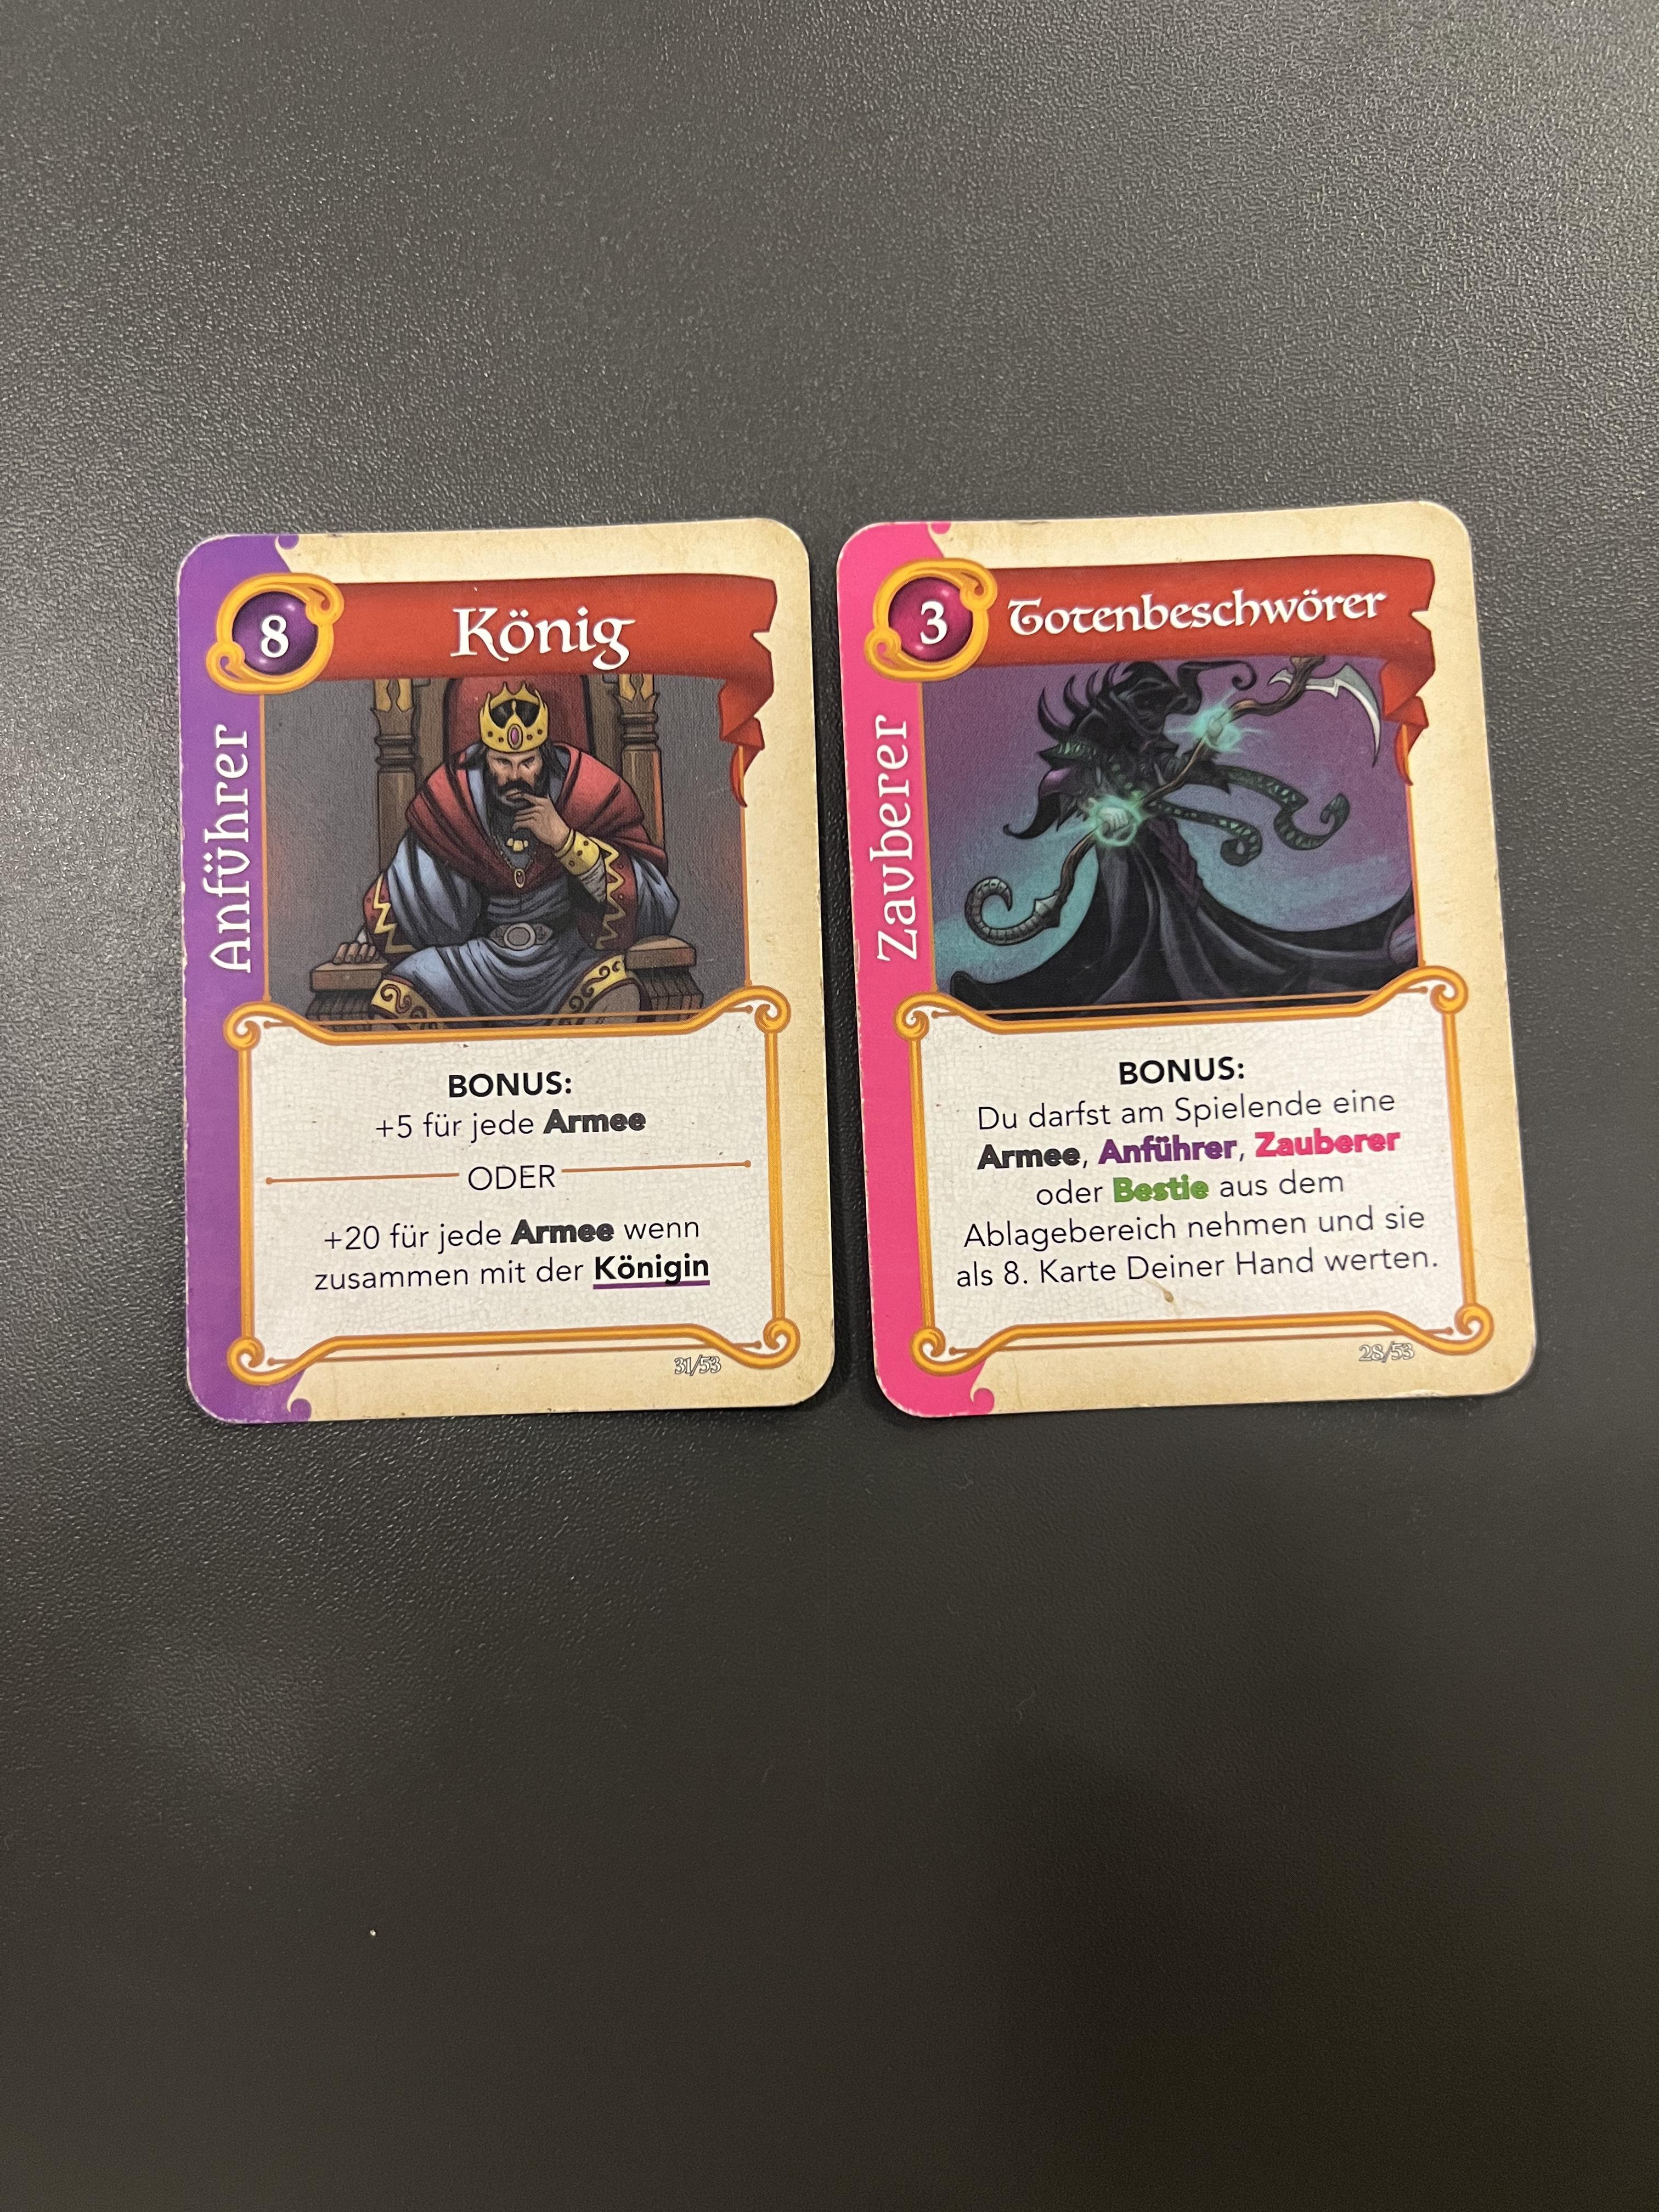 8
König
Anführer
BONUS:
+5 für jede Armee
ODER
+20 für jede Armee wenn
zusammen mit der Königin
31/53
3
Totenbeschwörer
Zauberer
BONUS:
Du darfst am Spielende eine
Armee, Anführer, Zauberer
oder Bestie aus dem
Ablagebereich nehmen und sie
als 8. Karte Deiner Hand werten.
28/53